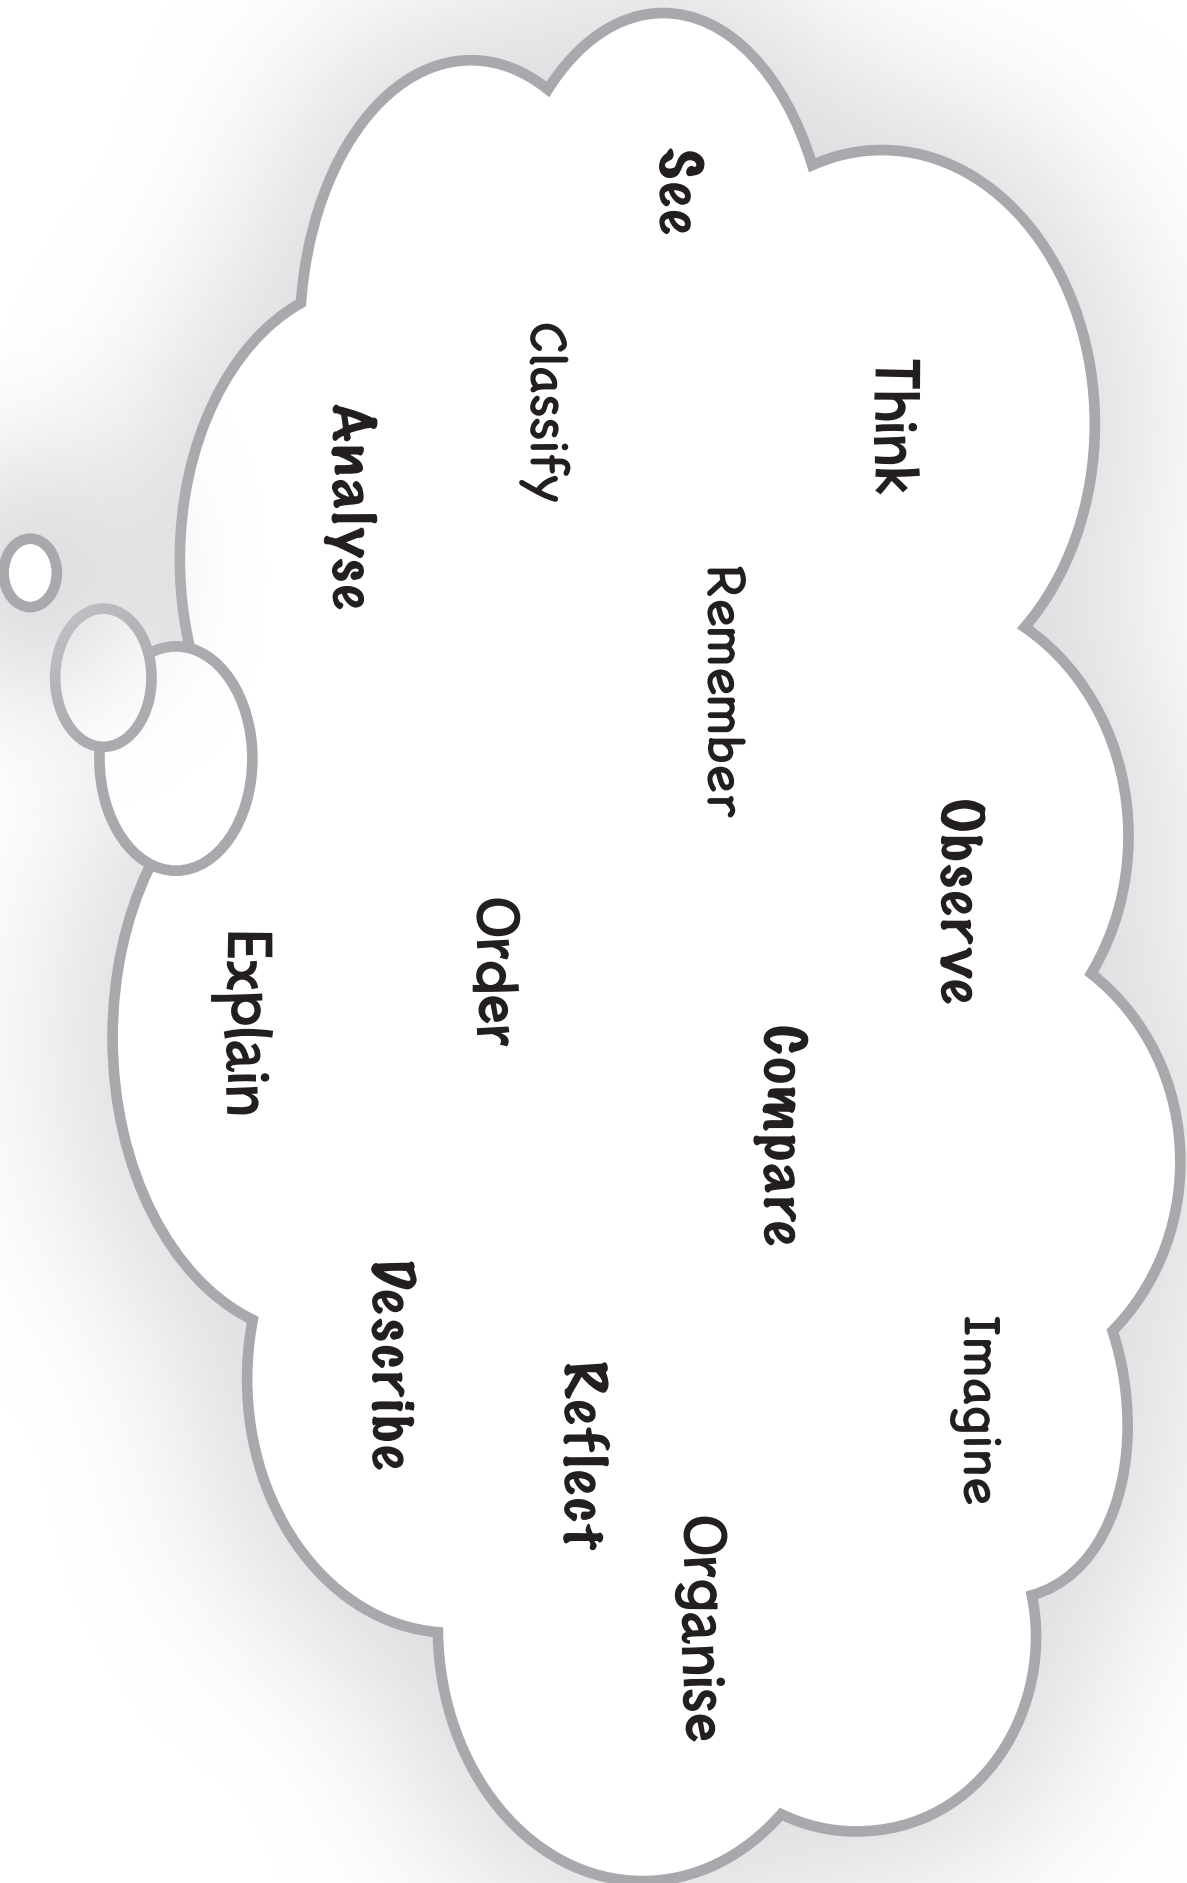 Think
Observe
Imagine
See
Remember
Compare
Organise
Classify
Order
Reflect
Analyse
Describe
Explain